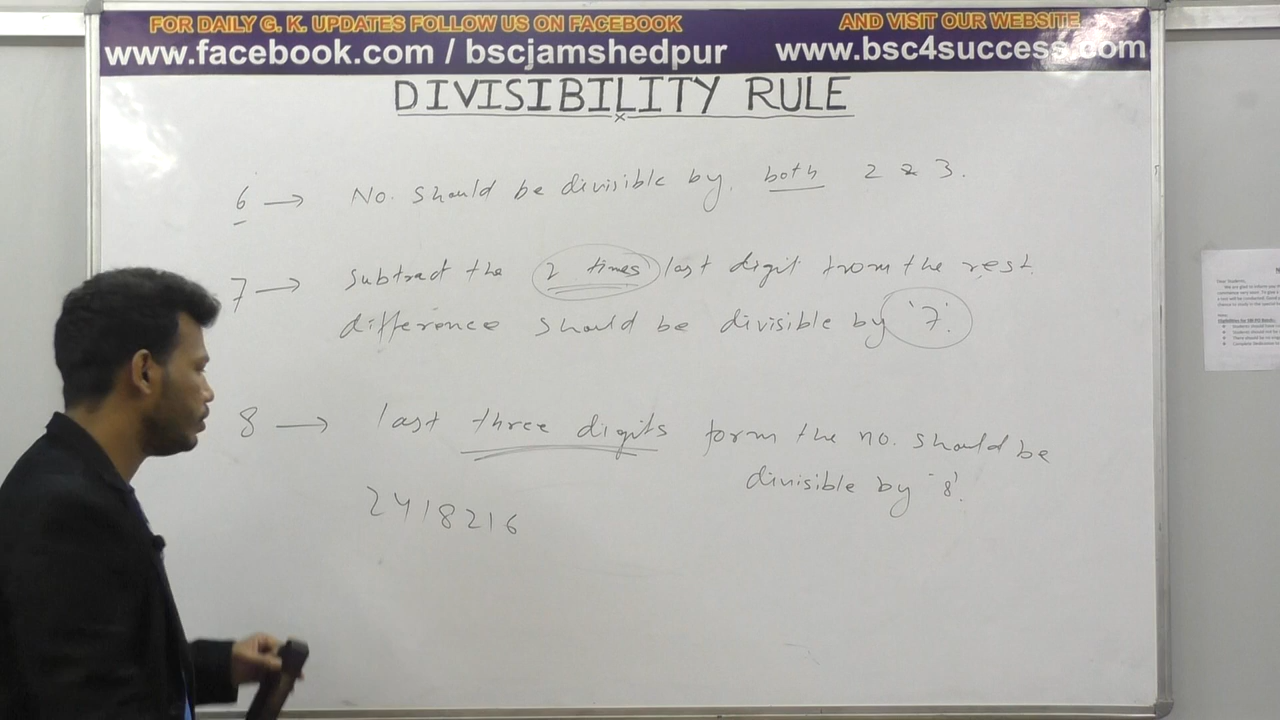 FOR DAILY G. K. UPDATES FOLLOW US ON FACEBOOK AND VISIT OUR WEBSITE
www.facebook.com / bscjamshedpur www.bsc4success.com
DIVISIBILITY RULE
6 → No. should be divisible by both 2 & 3.
7 → subtract the 2 times last digit from the rest
difference should be divisible by '7'.
8 → last three digits form the no. should be
divisible by '8'.
2418216